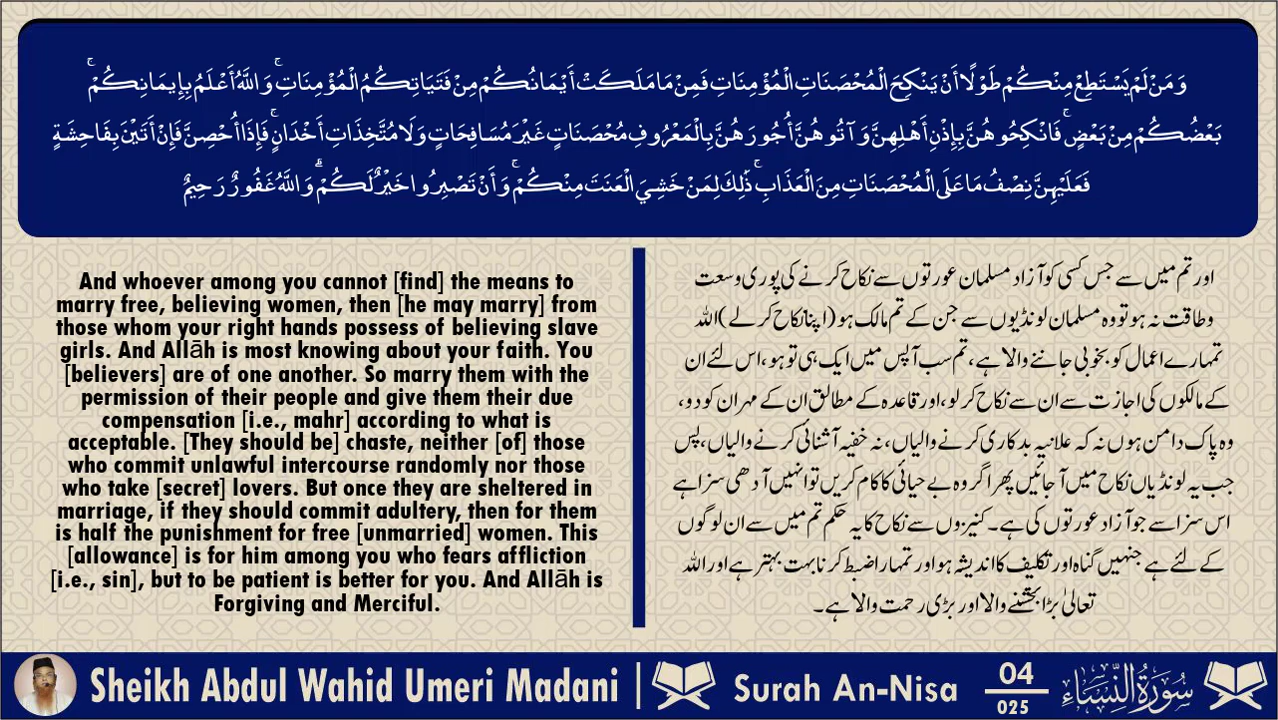 وَمَنْ لَمْ يَسْتَطِعْ مِنْكُمْ طَوْلًا أَنْ يَنْكِحَ الْمُحْصَنَاتِ الْمُؤْمِنَاتِ فَمِنْ مَا مَلَكَتْ أَيْمَانُكُمْ مِنْ فَتَيَاتِكُمُ الْمُؤْمِنَاتِ ۚ وَاللَّهُ أَعْلَمُ بِإِيمَانِكُمْ ۚ
بَعْضُكُمْ مِنْ بَعْضٍ ۚ فَانْكِحُوهُنَّ بِإِذْنِ أَهْلِهِنَّ وَآتُوهُنَّ أُجُورَهُنَّ بِالْمَعْرُوفِ مُحْصَنَاتٍ غَيْرَ مُسَافِحَاتٍ وَلَا مُتَّخِذَاتِ أَخْدَانٍ ۚ فَإِذَا أُحْصِنَّ فَإِنْ أَتَيْنَ بِفَاحِشَةٍ
فَعَلَيْهِنَّ نِصْفُ مَا عَلَى الْمُحْصَنَاتِ مِنَ الْعَذَابِ ۚ ذَٰلِكَ لِمَنْ خَشِيَ الْعَنَتَ مِنْكُمْ ۚ وَأَنْ تَصْبِرُوا خَيْرٌ لَكُمْ ۗ وَاللَّهُ غَفُورٌ رَحِيمٌ
And whoever among you cannot [find] the means to
marry free, believing women, then [he may marry] from
those whom your right hands possess of believing slave
girls. And Allāh is most knowing about your faith. You
[believers] are of one another. So marry them with the
permission of their people and give them their due
compensation [i.e., mahr] according to what is
acceptable. [They should be] chaste, neither [of] those
who commit unlawful intercourse randomly nor those
who take [secret] lovers. But once they are sheltered in
marriage, if they should commit adultery, then for them
is half the punishment for free [unmarried] women. This
[allowance] is for him among you who fears affliction
[i.e., sin], but to be patient is better for you. And Allāh is
Forgiving and Merciful.
اور تم میں سے جس کسی کو آزاد مسلمان عورتوں سے نکاح کرنے کی پوری وسعت
وطاقت نہ ہو تو وه مسلمان لونڈیوں سے جن کے تم مالک ہو (اپنا نکاح کر لے) اللہ
تمہارے اعمال کو بخوبی جاننے واﻻ ہے، تم سب آپس میں ایک ہی تو ہو، اس لئے ان
کے مالکوں کی اجازت سے ان سے نکاح کر لو، اور قاعده کے مطابق ان کے مہر ان کو دو،
وه پاک دامن ہوں نہ کہ علانیہ بدکاری کرنے والیاں، نہ خفیہ آشنائی کرنے والیاں، پس
جب یہ لونڈیاں نکاح میں آجائیں پھر اگر وه بے حیائی کا کام کریں تو انہیں آدھی سزا ہے
اس سزا سے جو آزاد عورتوں کی ہے۔ کنیزوں سے نکاح کا یہ حکم تم میں سے ان لوگوں
کے لئے ہے جنہیں گناه اور تکلیف کا اندیشہ ہو اور تمہارا ضبط کرنا بہت بہتر ہے اور اللہ
تعالیٰ بڑا بخشنے واﻻ اور بڑی رحمت واﻻ ہے۔
Sheikh Abdul Wahid Umeri Madani | Surah An-Nisa 04 سُورَةُ النِّسَاءِ
025